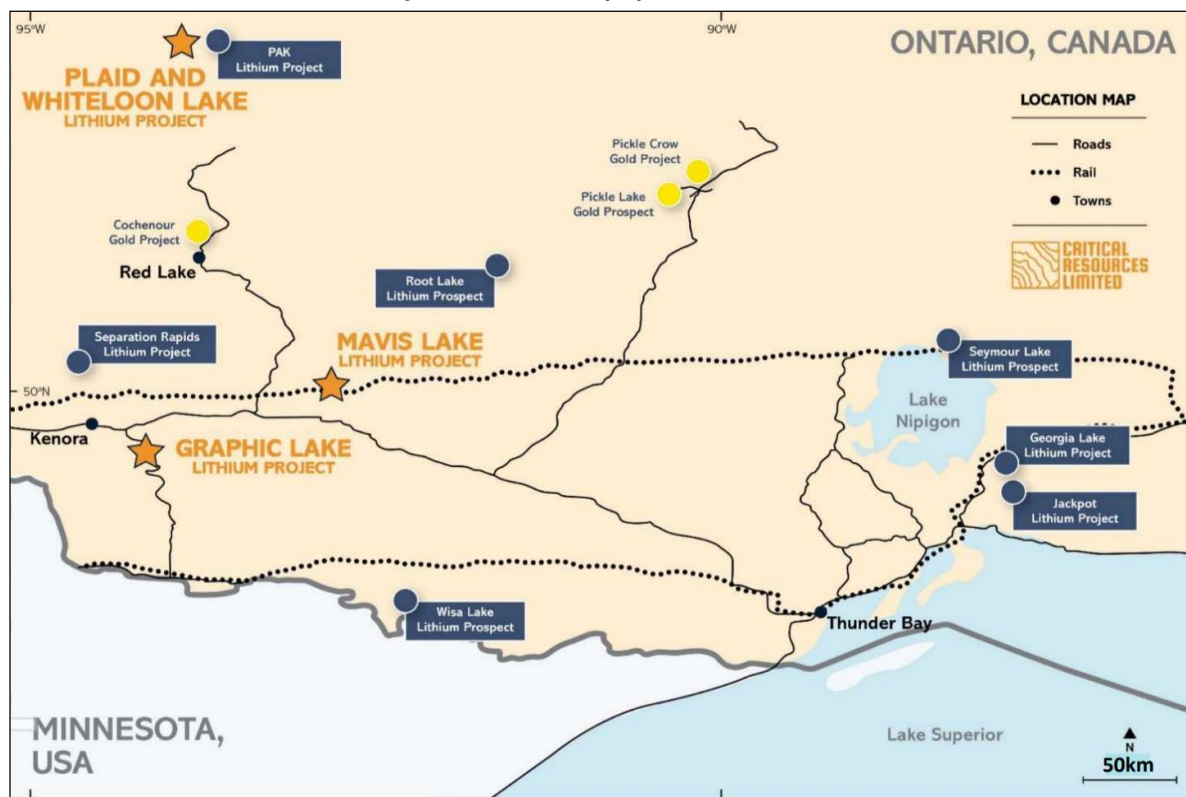 95°W
90°W
ONTARIO, CANADA
PAK
Lithium Project
PLAID AND
WHITELOON LAKE
LITHIUM PROJECT
LOCATION MAP
Roads
Rail
Towns
CRITICAL
RESOURCES
LIMITED
Pickle Crow
Gold Project
Pickle Lake
Gold Prospect
Cochenour
Gold Project
Red Lake
Root Lake
Lithium Prospect
Separation Rapids
Lithium Project
MAVIS LAKE
LITHIUM PROJECT
Seymour Lake
Lithium Prospect
50°N
Lake
Nipigon
Kenora
GRAPHIC LAKE
LITHIUM PROJECT
Georgia Lake
Lithium Project
Jackpot
Lithium Project
Wisa Lake
Lithium Prospect
Thunder Bay
MINNESOTA,
USA
Lake Superior
N
50km